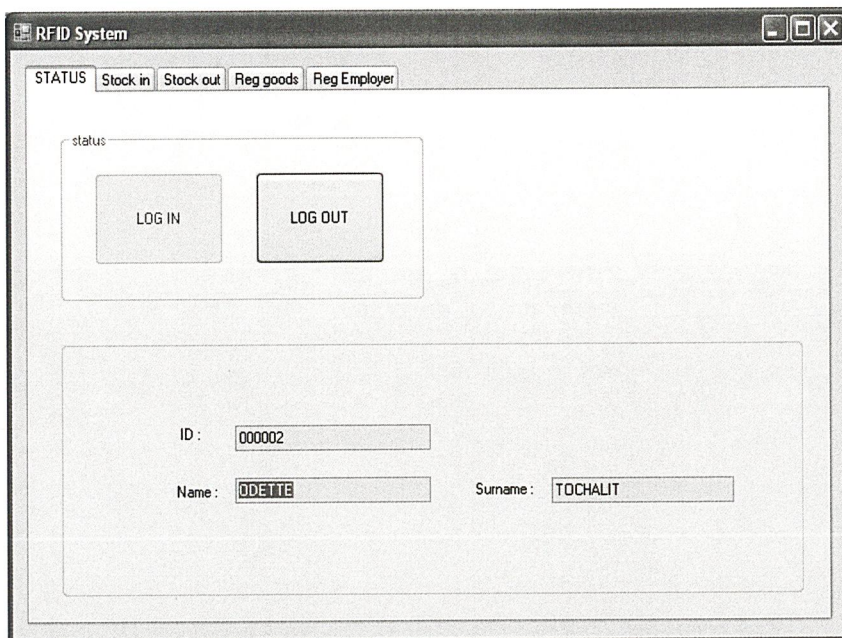 RFID System
STATUS Stock in Stock out Reg goods Reg Employer
status
LOG IN LOG OUT
ID : 000002
Name : ODETTE Surname : TOCHALIT